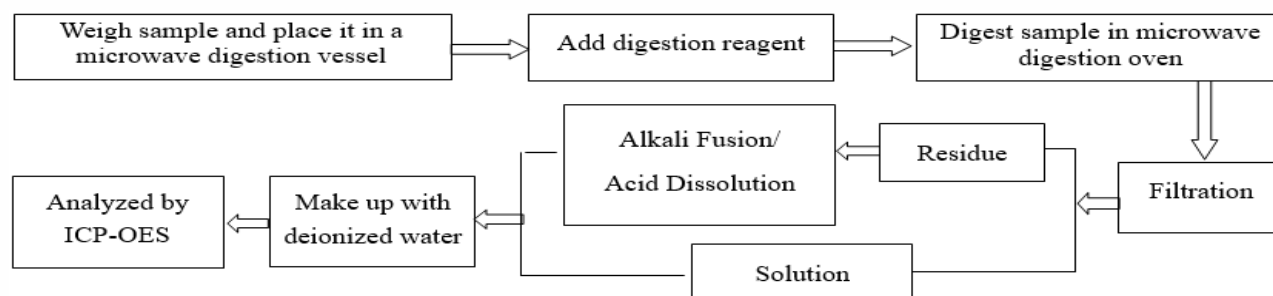 Weigh sample and place it in a
microwave digestion vessel
Add digestion reagent
Digest sample in microwave
digestion oven
Filtration
Residue
Alkali Fusion/
Acid Dissolution
Solution
Make up with
deionized water
Analyzed by
ICP-OES